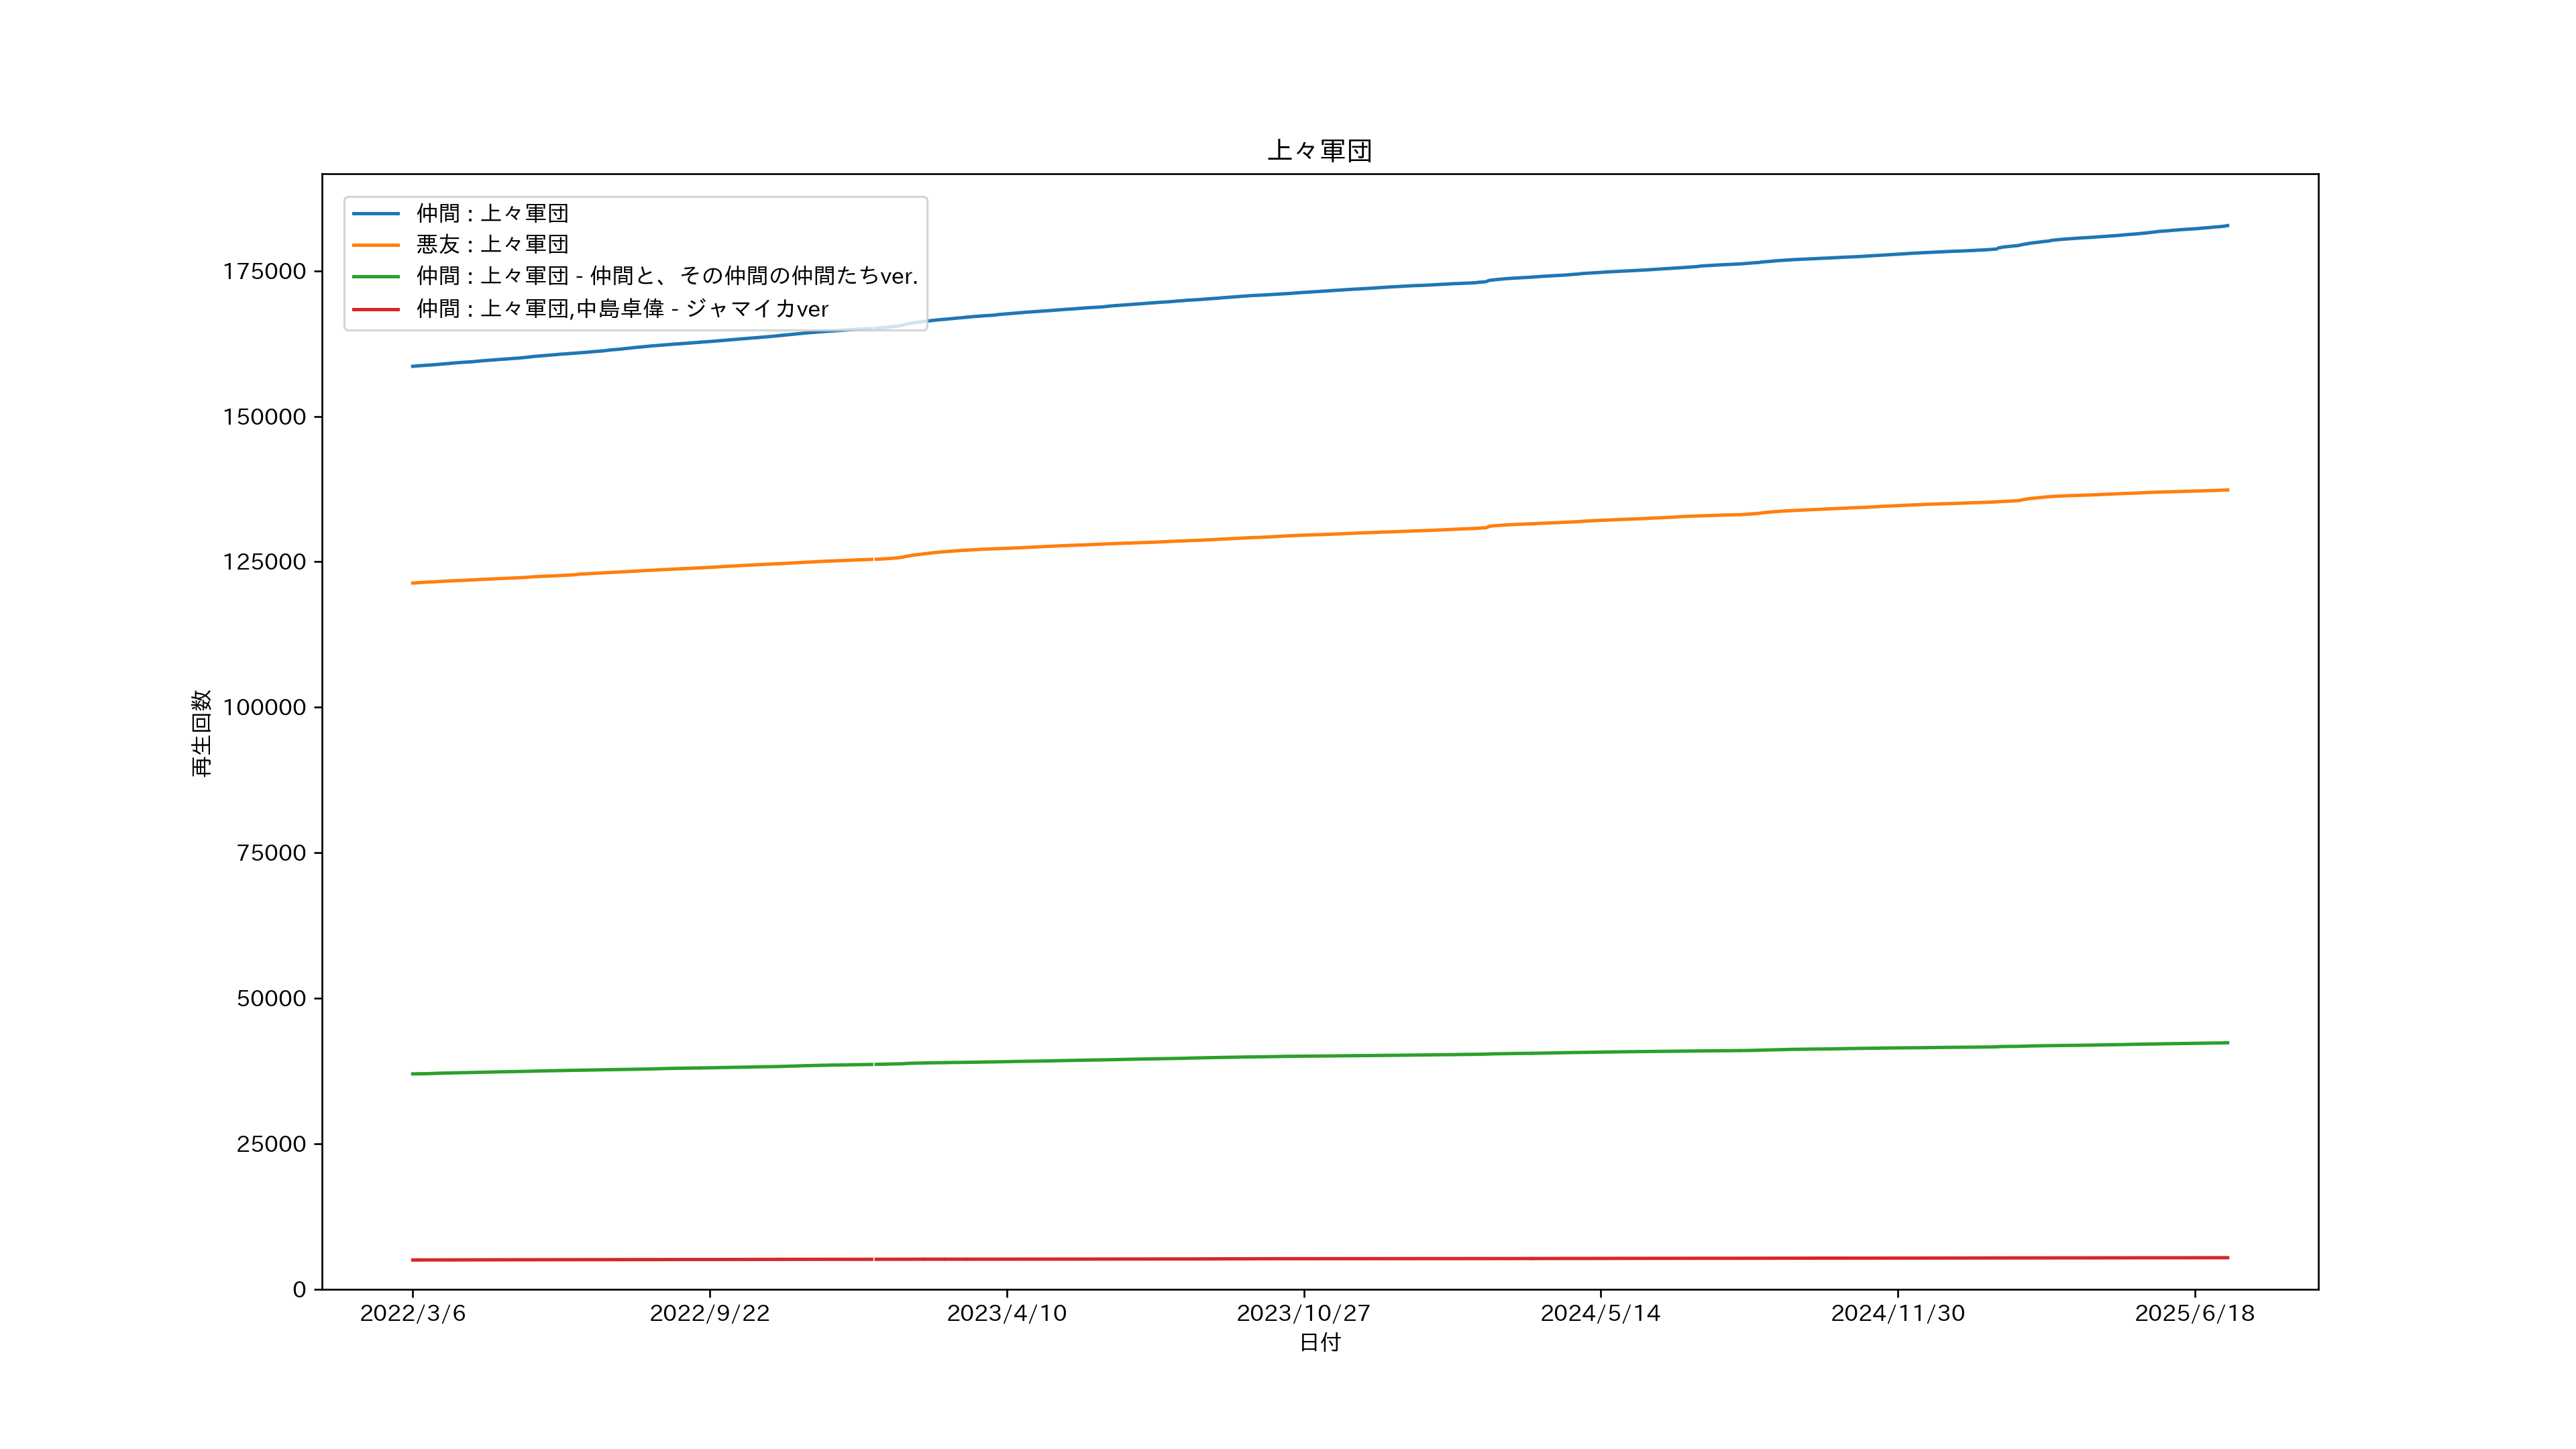 上々軍団
仲間 : 上々軍団
悪友 : 上々軍団
仲間 : 上々軍団 - 仲間と、その仲間の仲間たちver.
仲間 : 上々軍団,中島卓偉 - ジャマイカver
175000
150000
125000
100000
75000
50000
25000
0
再生回数
2022/3/6 2022/9/22 2023/4/10 2023/10/27 2024/5/14 2024/11/30 2025/6/18
日付